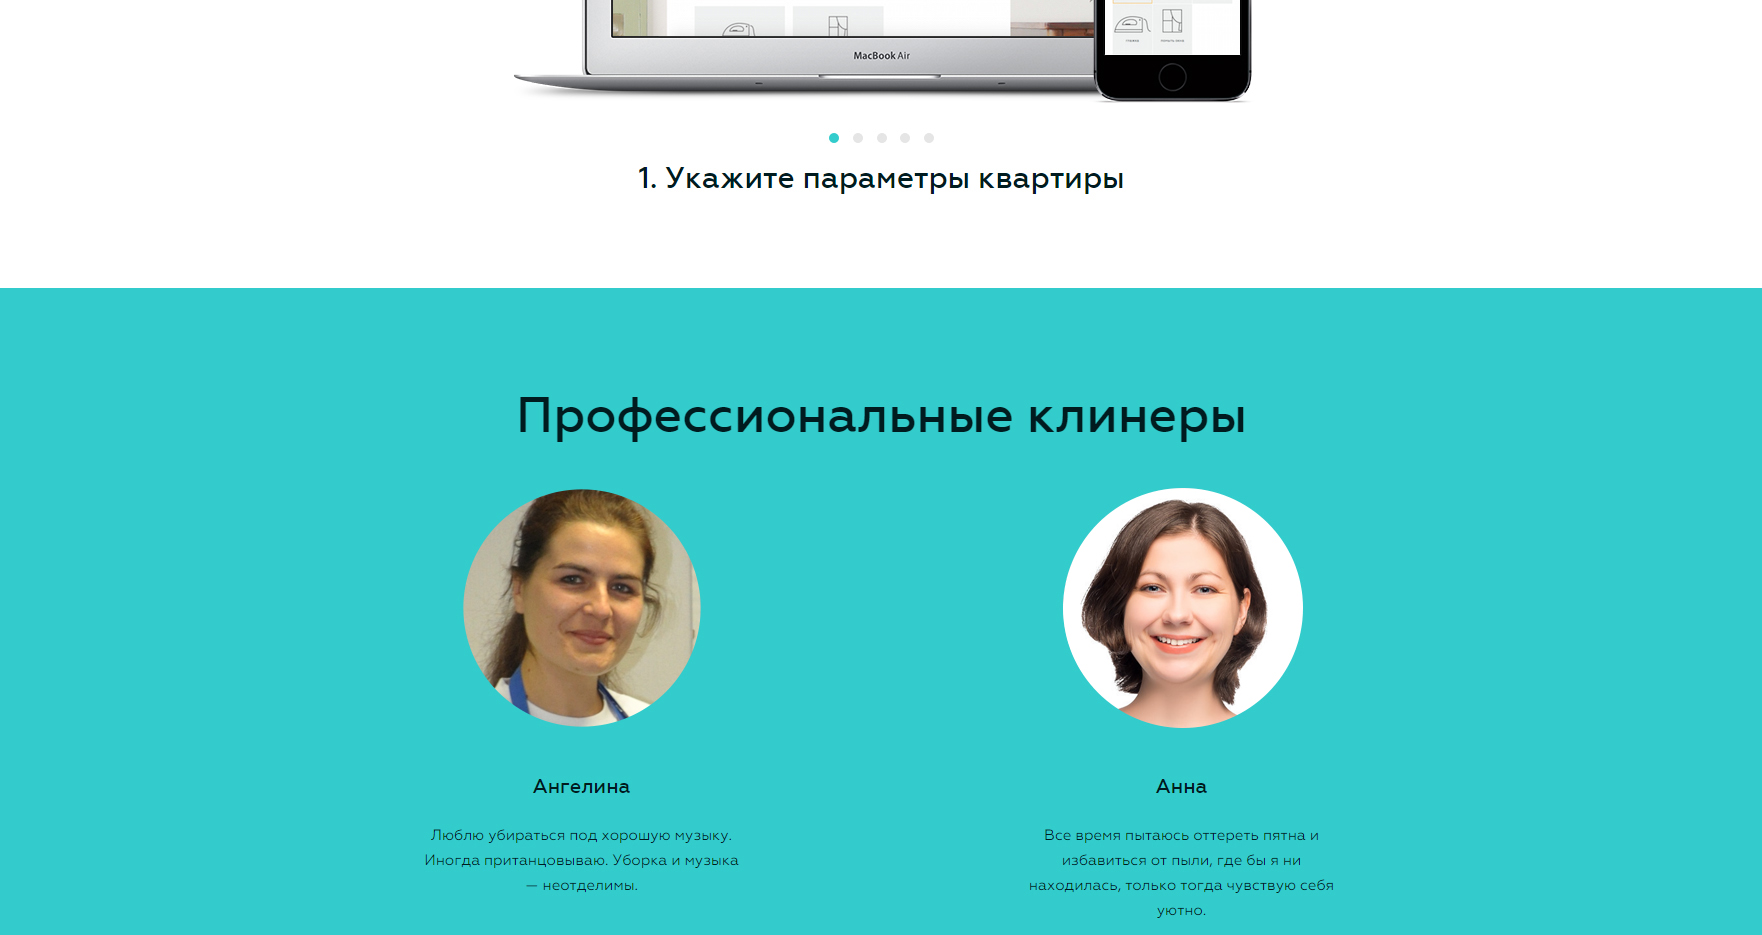 MacBook Air
1. Укажите параметры квартиры
Профессиональные клинеры
Ангелина
Анна
Люблю убираться под хорошую музыку.
Иногда пританцовываю. Уборка и музыка
— неотделимы.
Все время пытаюсь оттереть пятна и
избавиться от пыли, где бы я ни
находилась, только тогда чувствую себя
уютно.